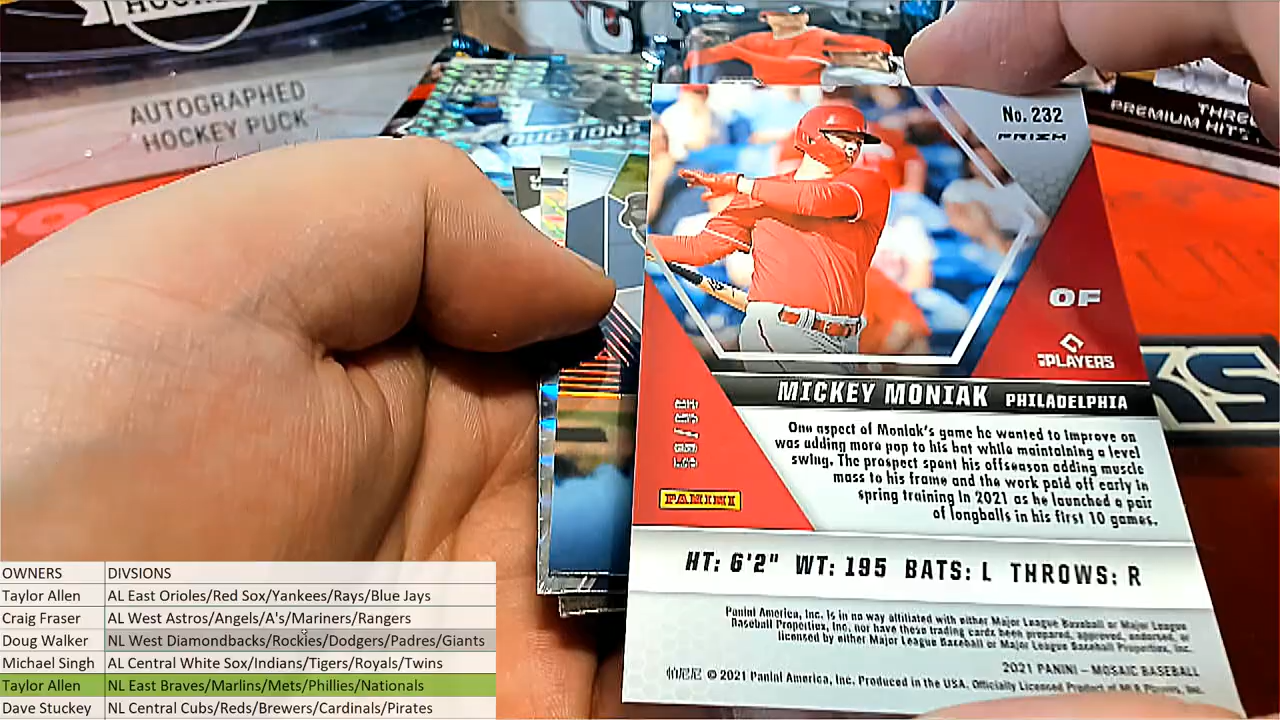 AUTOGRAPHED
HOCKEY PUCK
THRE
PREMIUM HIT
No. 232
PRIZM
OF
PLAYERS
MICKEY MONIAK PHILADELPHIA
One aspect of Moniak's game he wanted to improve on
was adding more pop to his bat while maintaining a level
swing. The prospect spent his offseason adding muscle
mass to his frame and the work paid off early in
spring training in 2021 as he launched a pair
of longballs in his first 10 games.
PANINI
HT: 6'2" WT: 195 BATS: L THROWS: R
Panini America, Inc. is in no way affiliated with either Major League Baseball or Major League
Baseball Properties, Inc. nor have these trading cards been prepared, approved, endorsed, or
licensed by either Major League Baseball or Major League Baseball Properties, Inc.
2021 PANINI - MOSAIC BASEBALL
© 2021 Panini America, Inc. Produced in the USA. Officially Licensed Product of MLB Players, Inc.
KS
OWNERS DIVSIONS
Taylor Allen AL East Orioles/Red Sox/Yankees/Rays/Blue Jays
Craig Fraser AL West Astros/Angels/A's/Mariners/Rangers
Doug Walker NL West Diamondbacks/Rockies/Dodgers/Padres/Giants
Michael Singh AL Central White Sox/Indians/Tigers/Royals/Twins
Taylor Allen NL East Braves/Marlins/Mets/Phillies/Nationals
Dave Stuckey NL Central Cubs/Reds/Brewers/Cardinals/Pirates